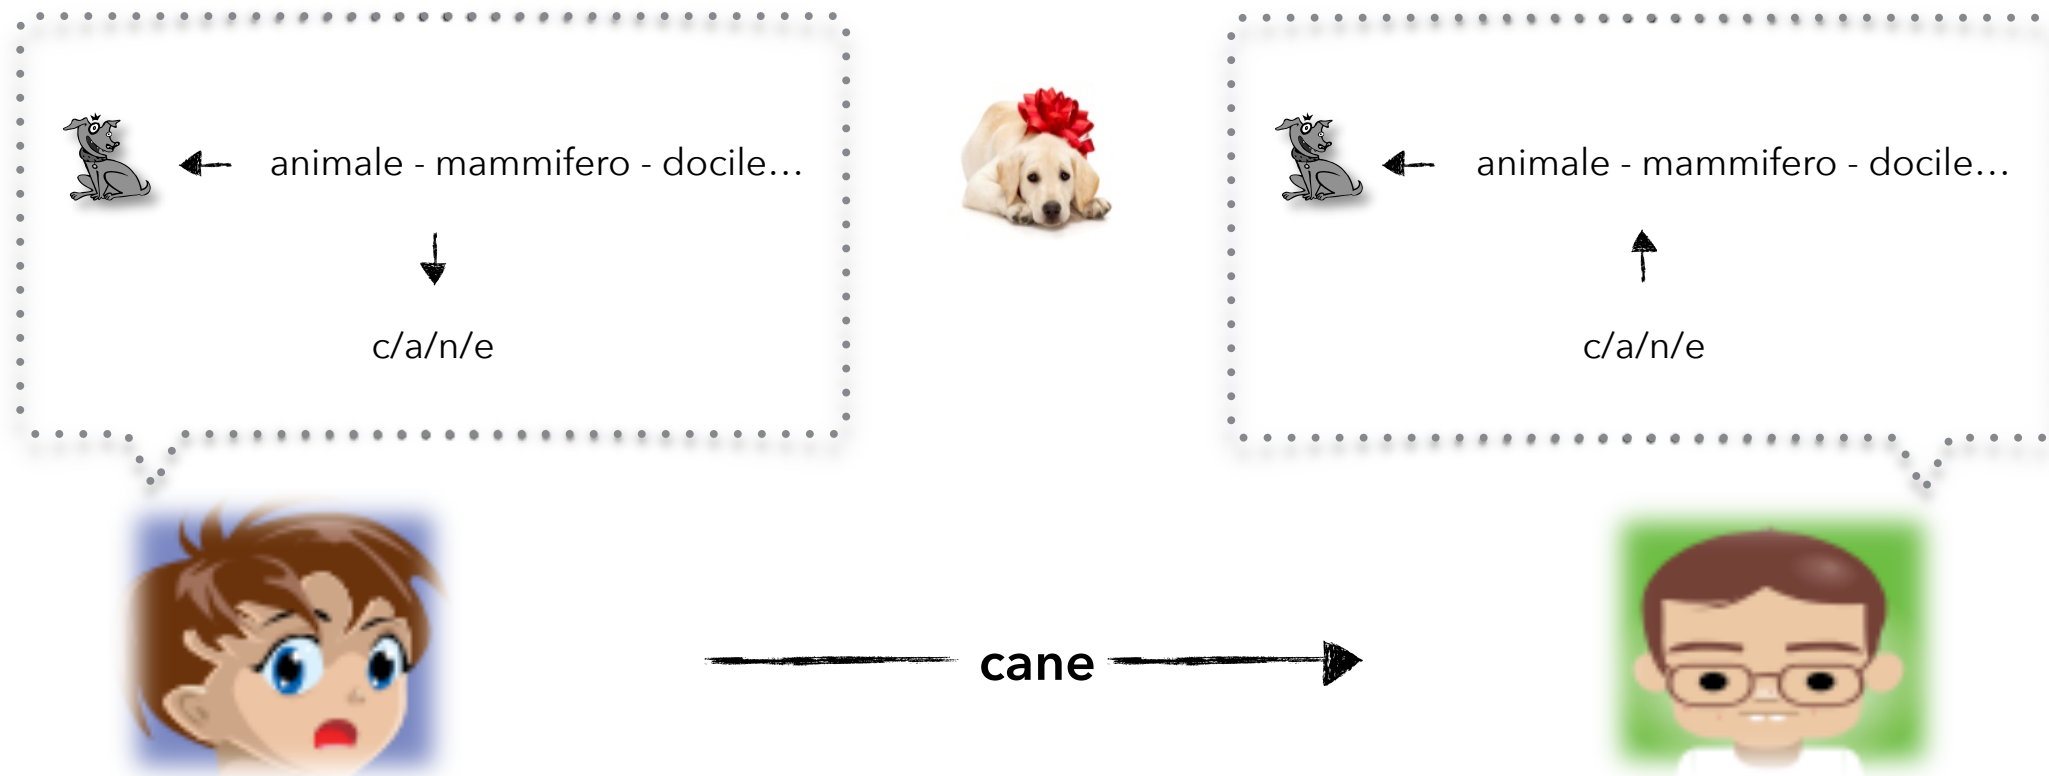 animale - mammifero - docile...
c/a/n/e
animale - mammifero - docile...
c/a/n/e
cane